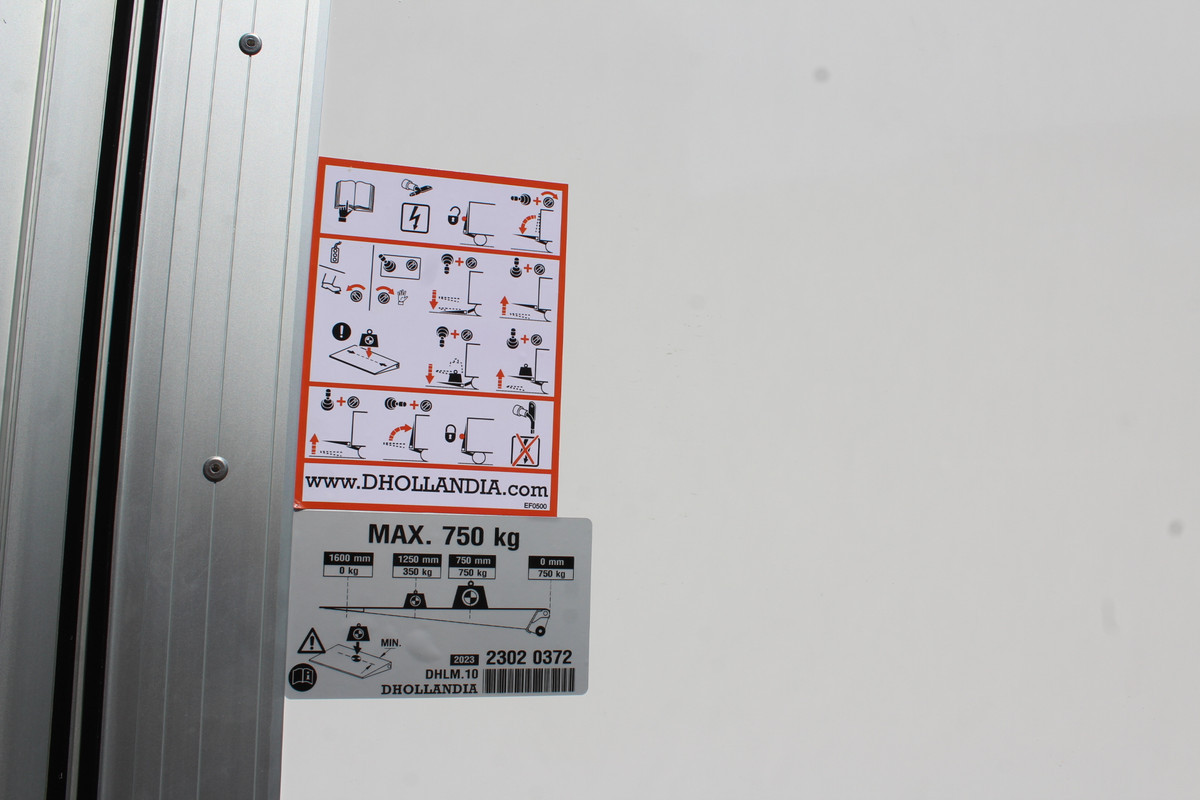 www.DHOLLANDIA.com
EF0500
MAX. 750 kg
1600 mm 1250 mm 750 mm 0 mm
0 kg 350 kg 750 kg 750 kg
MIN.
2023 2302 0372
DHLM.10
DHOLLANDIA